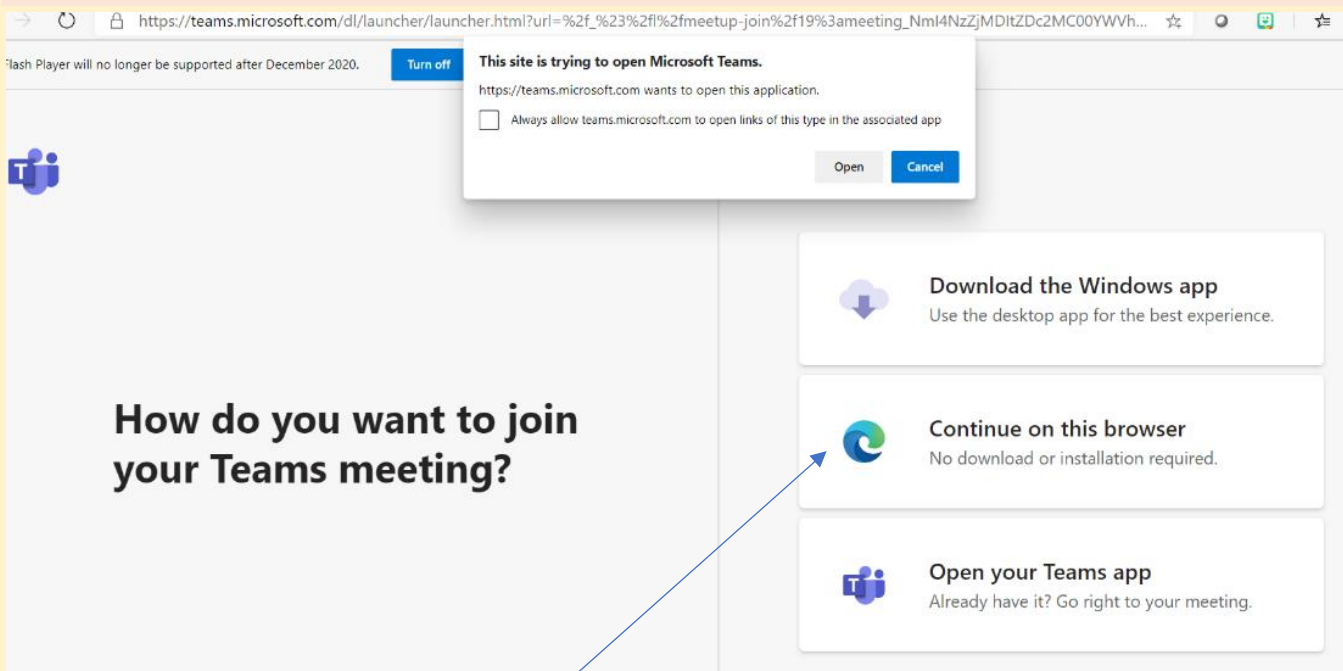 https://teams.microsoft.com/dl/launcher/launcher.html?url=%2f_%23%2fl%2fmeetup-join%2f19%3ameeting_NmI4NzZjMDItZDc2MC00YWVh...
Flash Player will no longer be supported after December 2020.
Turn off
This site is trying to open Microsoft Teams.
https://teams.microsoft.com wants to open this application.
Always allow teams.microsoft.com to open links of this type in the associated app
Open
Cancel
T
Download the Windows app
Use the desktop app for the best experience.
How do you want to join
your Teams meeting?
Continue on this browser
No download or installation required.
T
Open your Teams app
Already have it? Go right to your meeting.